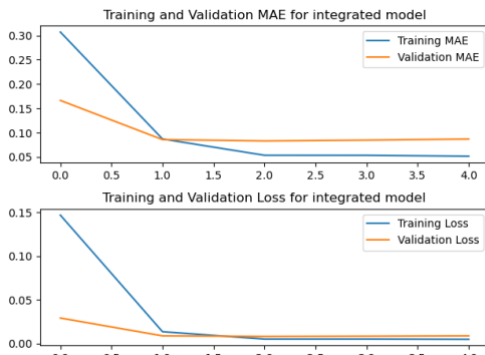 Training and Validation MAE for integrated model
0.30
0.25
0.20
0.15
0.10
0.05
Training MAE
Validation MAE
0.0 0.5 1.0 1.5 2.0 2.5 3.0 3.5 4.0
Training and Validation Loss for integrated model
0.15
0.10
0.05
0.00
Training Loss
Validation Loss